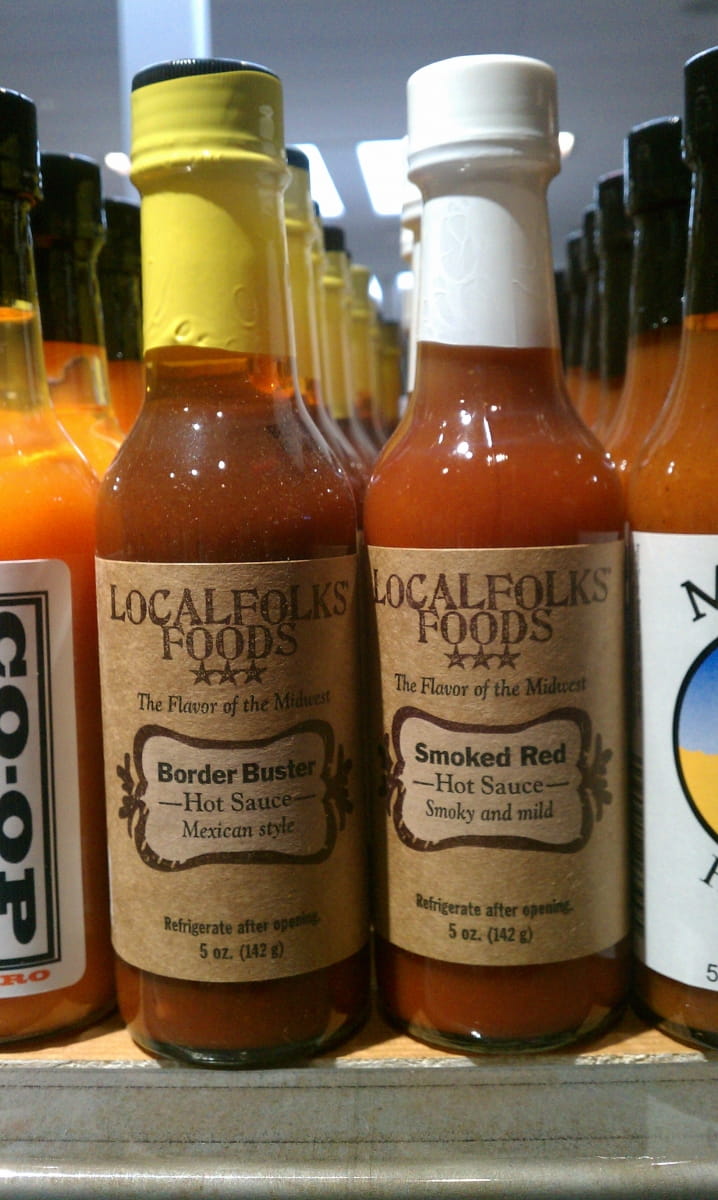 CO-OP
RO
LOCALFOLKS
FOODS
The Flavor of the Midwest
Border Buster
—Hot Sauce—
Mexican style
Refrigerate after opening.
5 oz. (142 g)
LOCALFOLKS
FOODS
The Flavor of the Midwest
Smoked Red
—Hot Sauce—
Smoky and mild
Refrigerate after opening.
5 oz. (142 g)
M
5